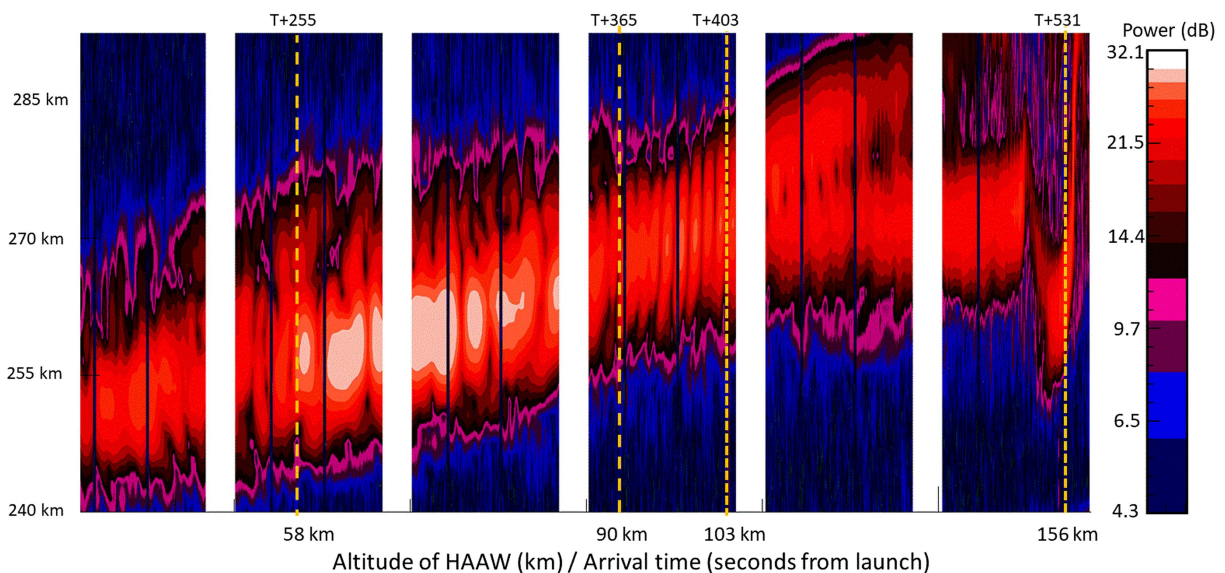 T+255 T+365 T+403 T+531 Power (dB)
32.1
285 km
21.5
270 km 14.4
9.7
255 km
6.5
240 km 4.3
58 km 90 km 103 km 156 km
Altitude of HAAW (km) / Arrival time (seconds from launch)